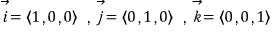 i⃗ = ⟨1, 0, 0⟩ , j⃗ = ⟨0, 1, 0⟩ , k⃗ = ⟨0, 0, 1⟩